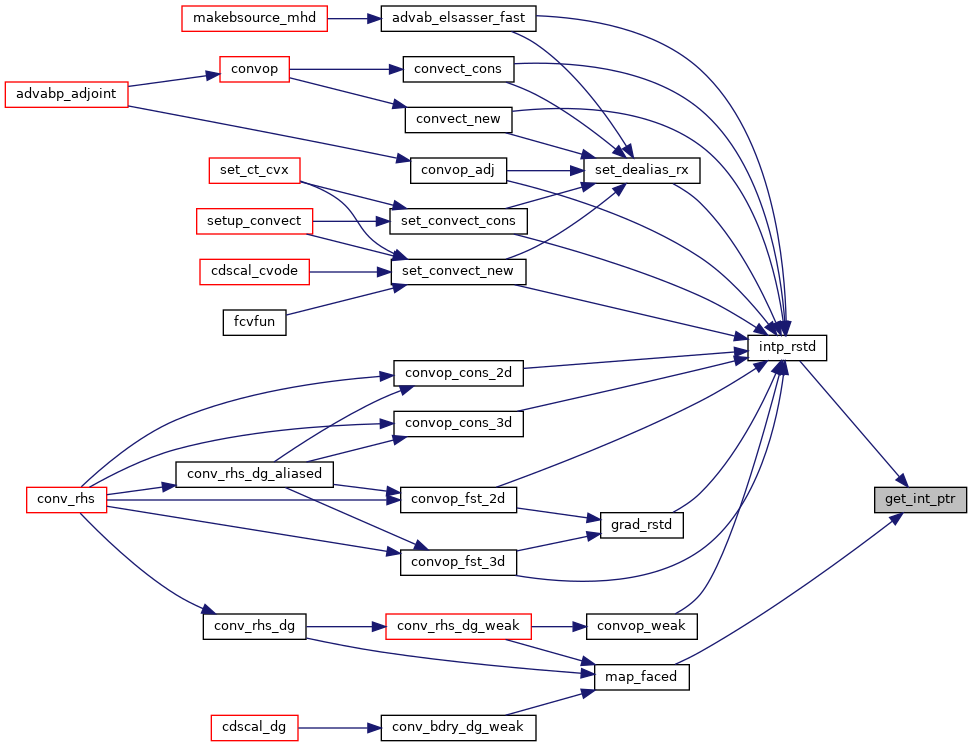 makebsource_mhd
advab_elsasser_fast
convop
convect_cons
advabp_adjoint
convect_new
set_ct_cvx
convop_adj
set_dealias_rx
setup_convect
set_convect_cons
cdscal_cvode
set_convect_new
fcvfun
intp_rstd
convop_cons_2d
convop_cons_3d
conv_rhs_dg_aliased
conv_rhs
convop_fst_2d
get_int_ptr
grad_rstd
convop_fst_3d
conv_rhs_dg
conv_rhs_dg_weak
convop_weak
map_faced
cdscal_dg
conv_bdry_dg_weak